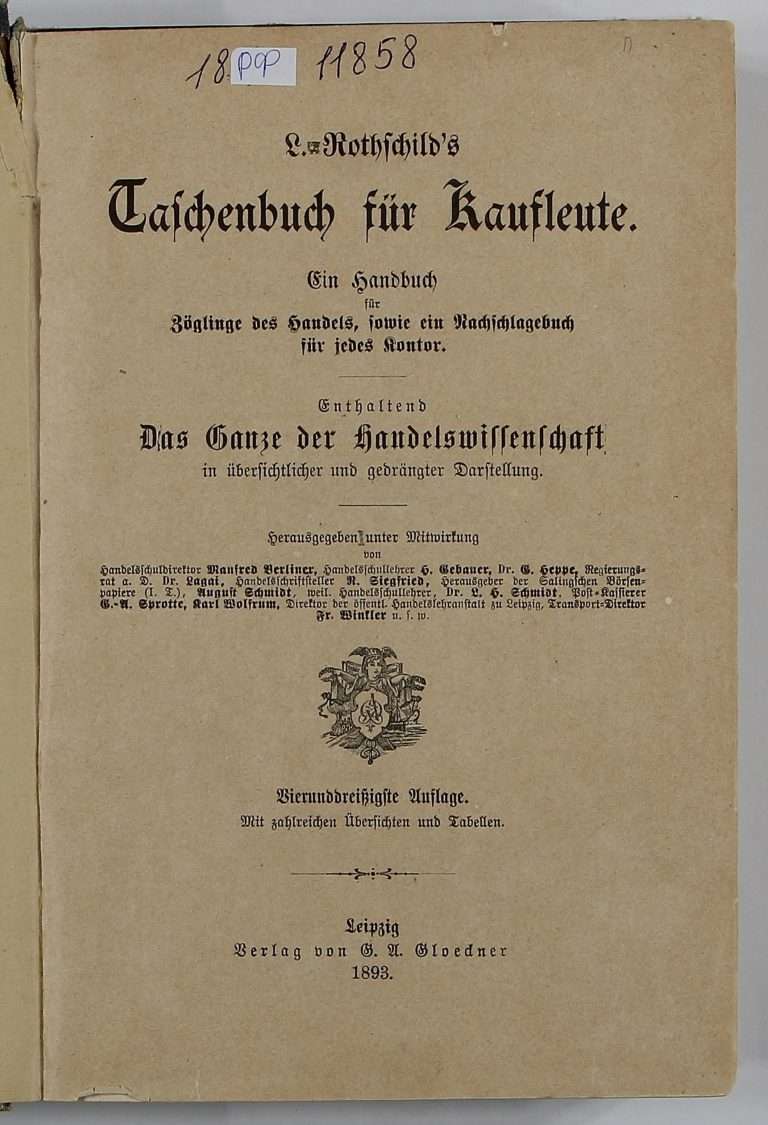 18. pop 11858
L. Rothschild's
Taschenbuch für Kaufleute.
Ein Handbuch
für
Zöglinge des Handels, sowie ein Nachschlagebuch
für jedes Kontor.
Enthaltend
Das Ganze der Handelswissenschaft
in übersichtlicher und gedrängter Darstellung.
Herausgegeben unter Mitwirkung
von
Handelsschuldirektor Manfred Berliner, Handelsschullehrer H. Gebauer, Dr. G. Heppe, Regierungs-
rat a. D. Dr. Lagai, Handelsschriftsteller R. Siegfried, Herausgeber der Salingschen Börsen-
papiere (I. T.), August Schmidt, weil. Handelsschullehrer, Dr. L. H. Schmidt, Post-Kassierer
G.-A. Sprotte, Karl Wolfrum, Direktor der öffentl. Handelslehranstalt zu Leipzig, Transport-Direktor
Fr. Winkler u. s. w.
Vierunddreißigste Auflage.
Mit zahlreichen Übersichten und Tabellen.
Leipzig
Verlag von G. A. Gloeckner
1893.